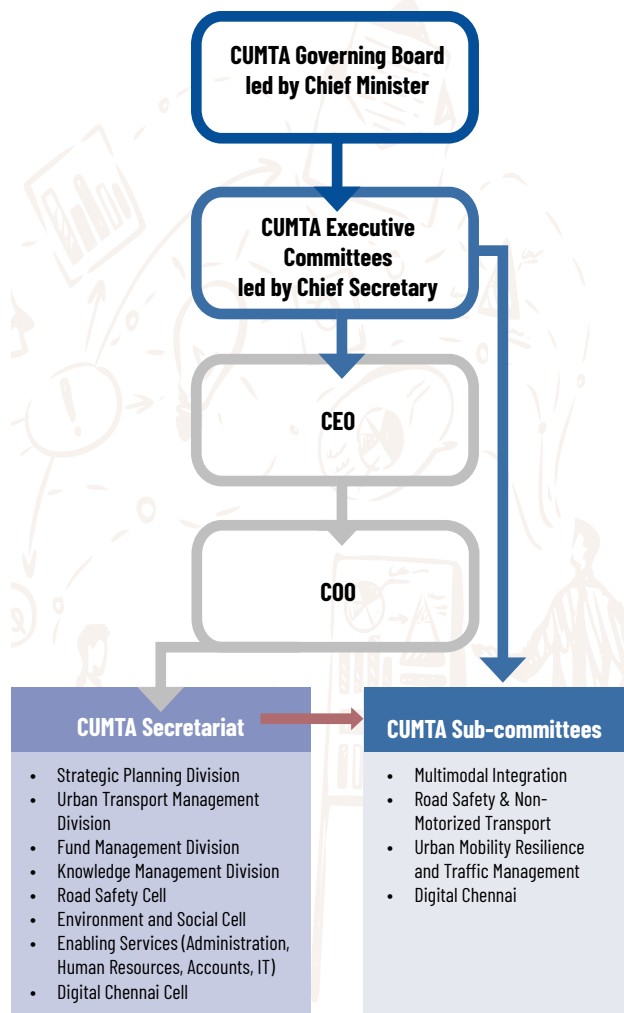 CUMTA Governing Board
led by Chief Minister
CUMTA Executive
Committees
led by Chief Secretary
CEO
COO
CUMTA Secretariat
• Strategic Planning Division
• Urban Transport Management
Division
• Fund Management Division
• Knowledge Management Division
• Road Safety Cell
• Environment and Social Cell
• Enabling Services (Administration,
Human Resources, Accounts, IT)
• Digital Chennai Cell
CUMTA Sub-committees
• Multimodal Integration
• Road Safety & Non-
Motorized Transport
• Urban Mobility Resilience
and Traffic Management
• Digital Chennai